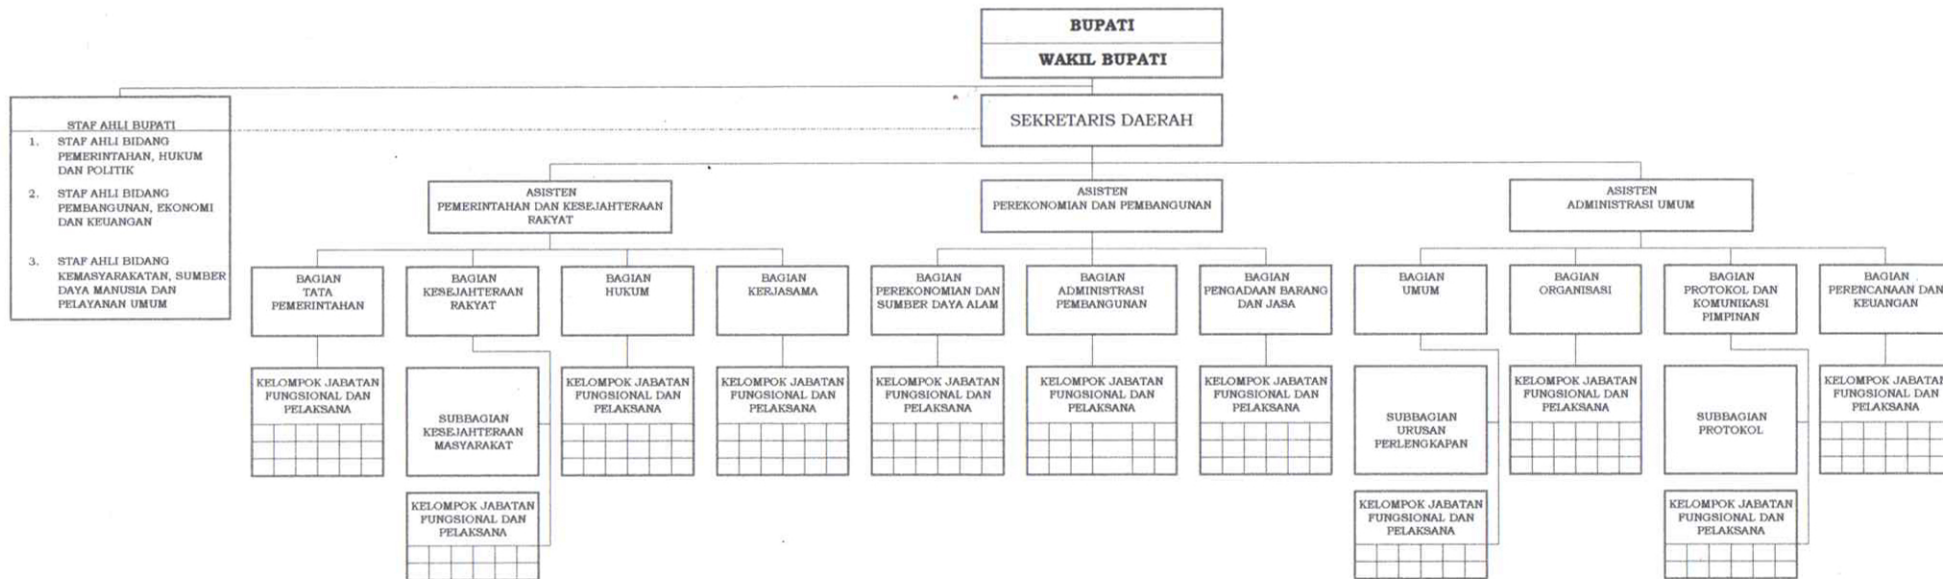 BUPATI
WAKIL BUPATI
SEKRETARIS DAERAH
STAF AHLI BUPATI
1. STAF AHLI BIDANG
PEMERINTAHAN, HUKUM
DAN POLITIK
2. STAF AHLI BIDANG
PEMBANGUNAN, EKONOMI
DAN KEUANGAN
3. STAF AHLI BIDANG
KEMASYARAKATAN, SUMBER
DAYA MANUSIA DAN
PELAYANAN UMUM
ASISTEN
PEMERINTAHAN DAN KESEJAHTERAAN
RAKYAT
ASISTEN
PEREKONOMIAN DAN PEMBANGUNAN
ASISTEN
ADMINISTRASI UMUM
BAGIAN
TATA
PEMERINTAHAN
BAGIAN
KESEJAHTERAAN
RAKYAT
BAGIAN
HUKUM
BAGIAN
KERJASAMA
BAGIAN
PEREKONOMIAN DAN
SUMBER DAYA ALAM
BAGIAN
ADMINISTRASI
PEMBANGUNAN
BAGIAN
PENGADAAN BARANG
DAN JASA
BAGIAN
UMUM
BAGIAN
ORGANISASI
BAGIAN
PROTOKOL DAN
KOMUNIKASI
PIMPINAN
BAGIAN
PERENCANAAN DAN
KEUANGAN
KELOMPOK JABATAN
FUNGSIONAL DAN
PELAKSANA
SUBBAGIAN
KESEJAHTERAAN
MASYARAKAT
KELOMPOK JABATAN
FUNGSIONAL DAN
PELAKSANA
KELOMPOK JABATAN
FUNGSIONAL DAN
PELAKSANA
KELOMPOK JABATAN
FUNGSIONAL DAN
PELAKSANA
KELOMPOK JABATAN
FUNGSIONAL DAN
PELAKSANA
KELOMPOK JABATAN
FUNGSIONAL DAN
PELAKSANA
SUBBAGIAN
URUSAN
PERLENGKAPAN
KELOMPOK JABATAN
FUNGSIONAL DAN
PELAKSANA
SUBBAGIAN
PROTOKOL
KELOMPOK JABATAN
FUNGSIONAL DAN
PELAKSANA
KELOMPOK JABATAN
FUNGSIONAL DAN
PELAKSANA
KELOMPOK JABATAN
FUNGSIONAL DAN
PELAKSANA
KELOMPOK JABATAN
FUNGSIONAL DAN
PELAKSANA